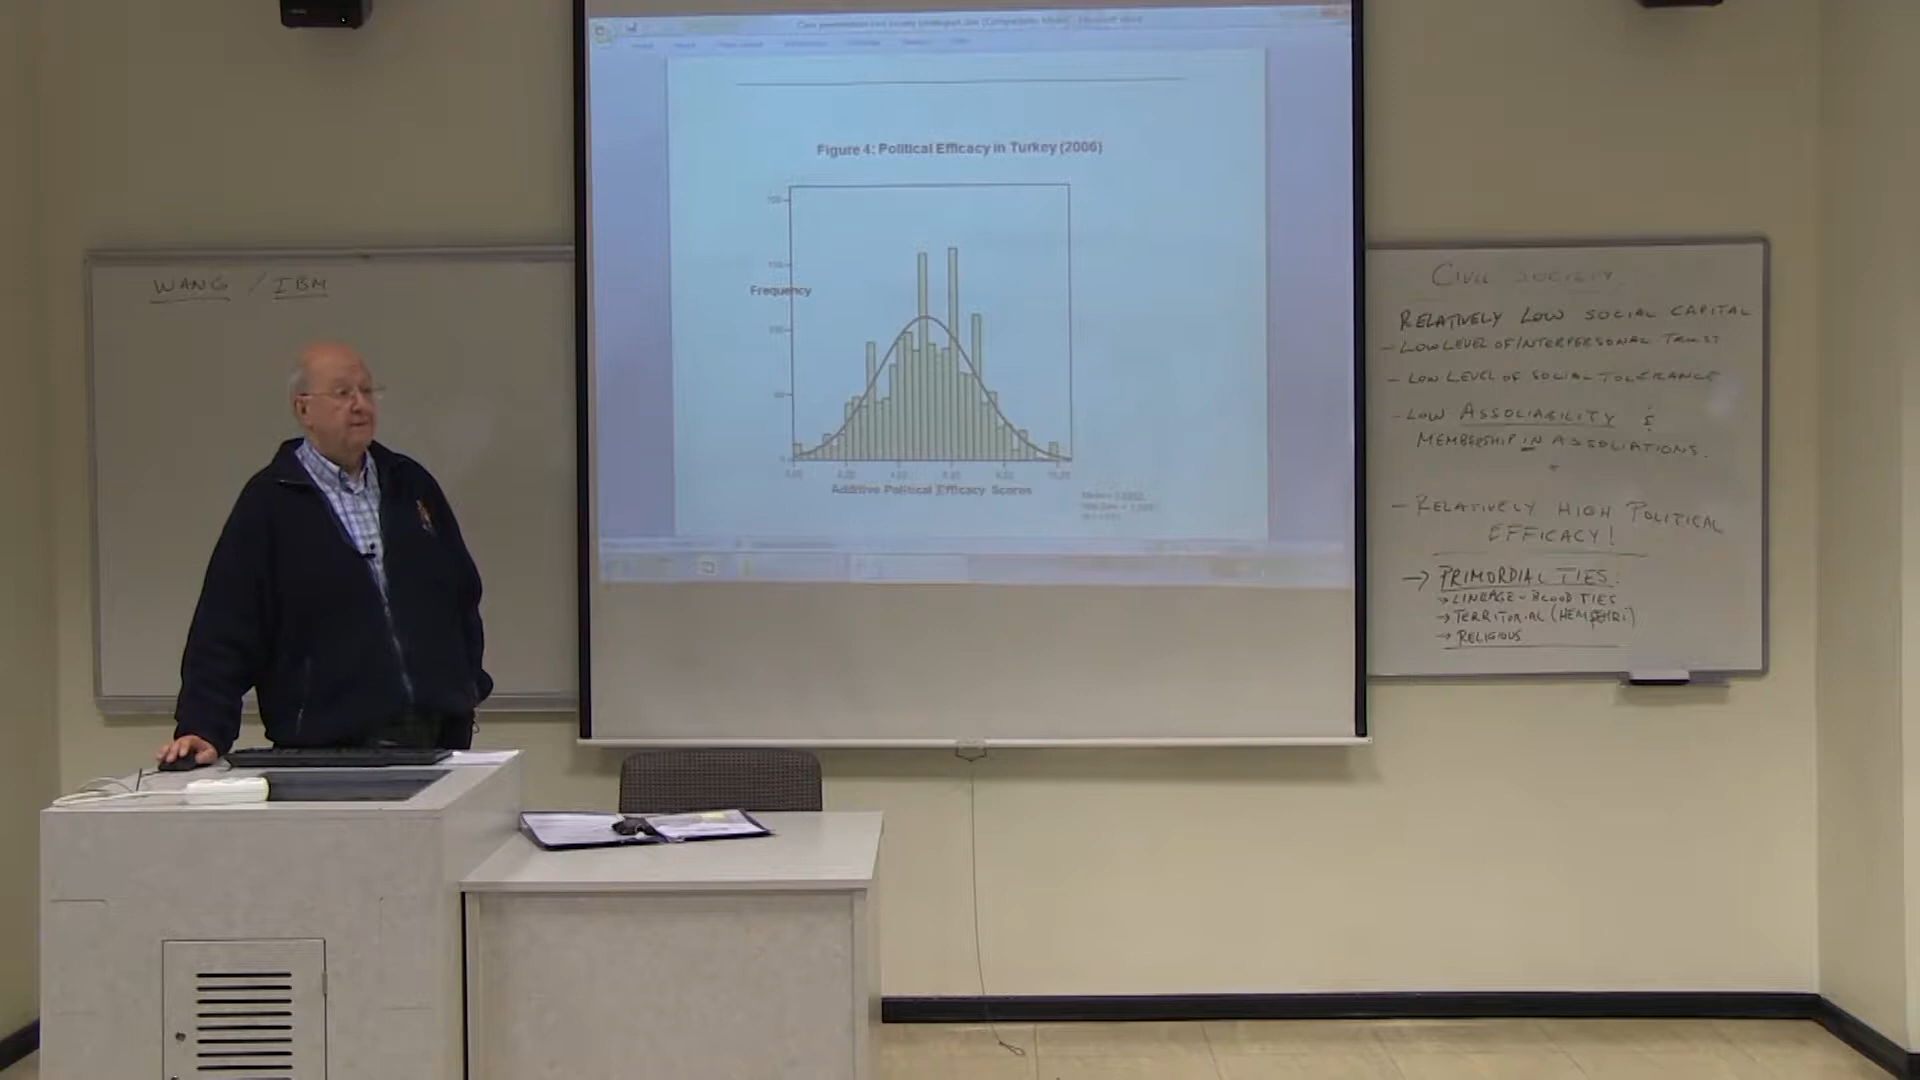 WANG / IBM
Microsoft Word
Figure 4: Political Efficacy in Turkey (2006)
Frequency
Additive Political Efficacy Scores
CIVIL SOCIETY
RELATIVELY LOW SOCIAL CAPITAL
- LOW LEVEL OF INTERPERSONAL TRUST
- LOW LEVEL OF SOCIAL TOLERANCE
- LOW ASSOCIABILITY &
MEMBERSHIP IN ASSOCIATIONS.
- RELATIVELY HIGH POLITICAL
EFFICACY!
→ PRIMORDIAL TIES:
→ LINEAGE - BLOOD TIES
→ TERRITORIAL (HEMŞEHRİ)
→ RELIGIOUS